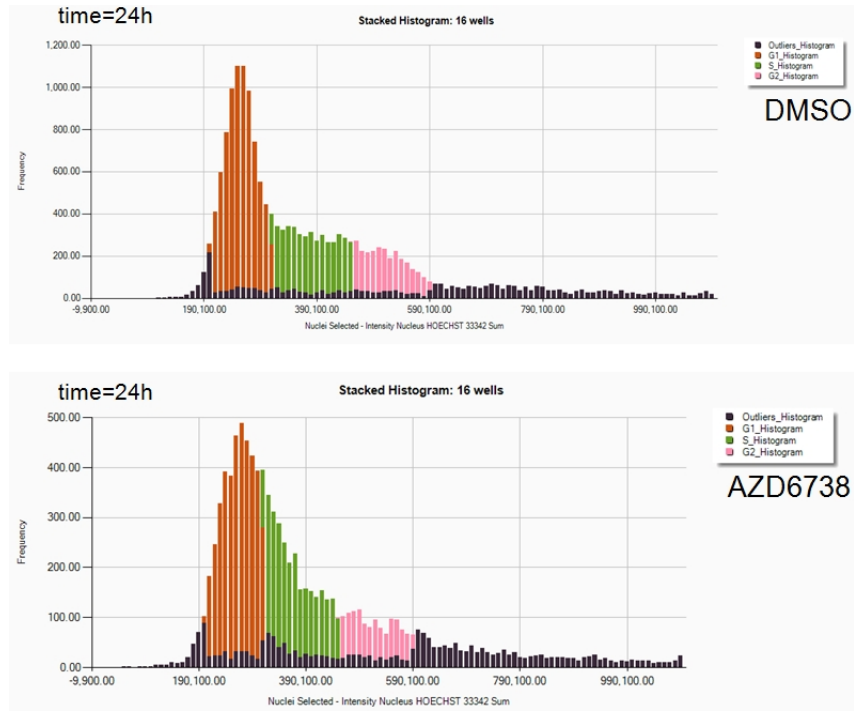 time=24h
Stacked Histogram: 16 wells
1,200.00
1,000.00
800.00
600.00
400.00
200.00
0.00
Frequency
-9,900.00 190,100.00 390,100.00 590,100.00 790,100.00 990,100.00
Nuclei Selected - Intensity Nucleus HOECHST 33342 Sum
Outliers_Histogram
G1_Histogram
S_Histogram
G2_Histogram
DMSO
time=24h
Stacked Histogram: 16 wells
500.00
400.00
300.00
200.00
100.00
0.00
Frequency
-9,900.00 190,100.00 390,100.00 590,100.00 790,100.00 990,100.00
Nuclei Selected - Intensity Nucleus HOECHST 33342 Sum
Outliers_Histogram
G1_Histogram
S_Histogram
G2_Histogram
AZD6738